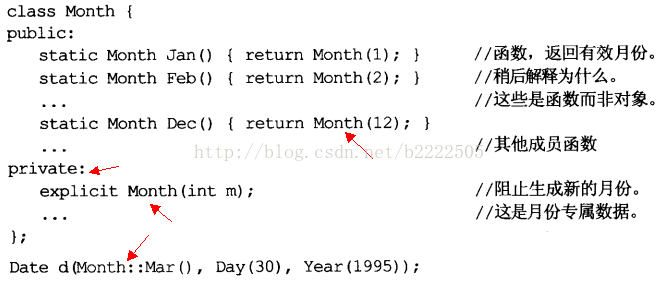 class Month {
public:
static Month Jan() { return Month(1); } //函数，返回有效月份。
static Month Feb() { return Month(2); } //稍后解释为什么。
... //这些是函数而非对象。
static Month Dec() { return Month(12); }
... //其他成员函数
http://blog.csdn.net/b2222505
private:
explicit Month(int m); //阻止生成新的月份。
... //这是月份专属数据。
};
Date d(Month::Mar(), Day(30), Year(1995));